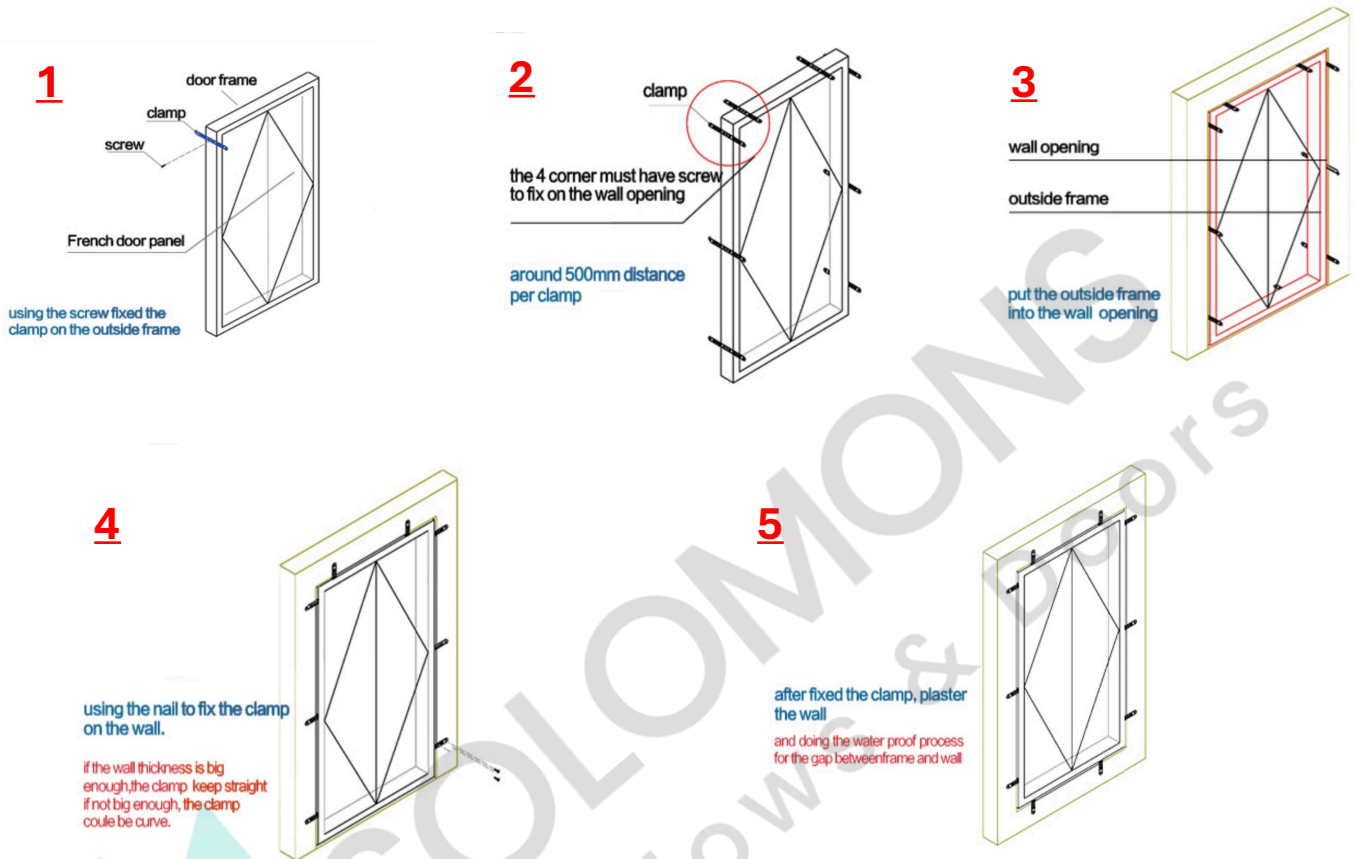 1
door frame
clamp
screw
French door panel
using the screw fixed the
clamp on the outside frame
2
clamp
the 4 corner must have screw
to fix on the wall opening
around 500mm distance
per clamp
3
wall opening
outside frame
put the outside frame
into the wall opening
4
using the nail to fix the clamp
on the wall.
if the wall thickness is big
enough,the clamp keep straight
if not big enough, the clamp
coule be curve.
5
after fixed the clamp, plaster
the wall
and doing the water proof process
for the gap betweenframe and wall
SOLOMONS
dows & Doors